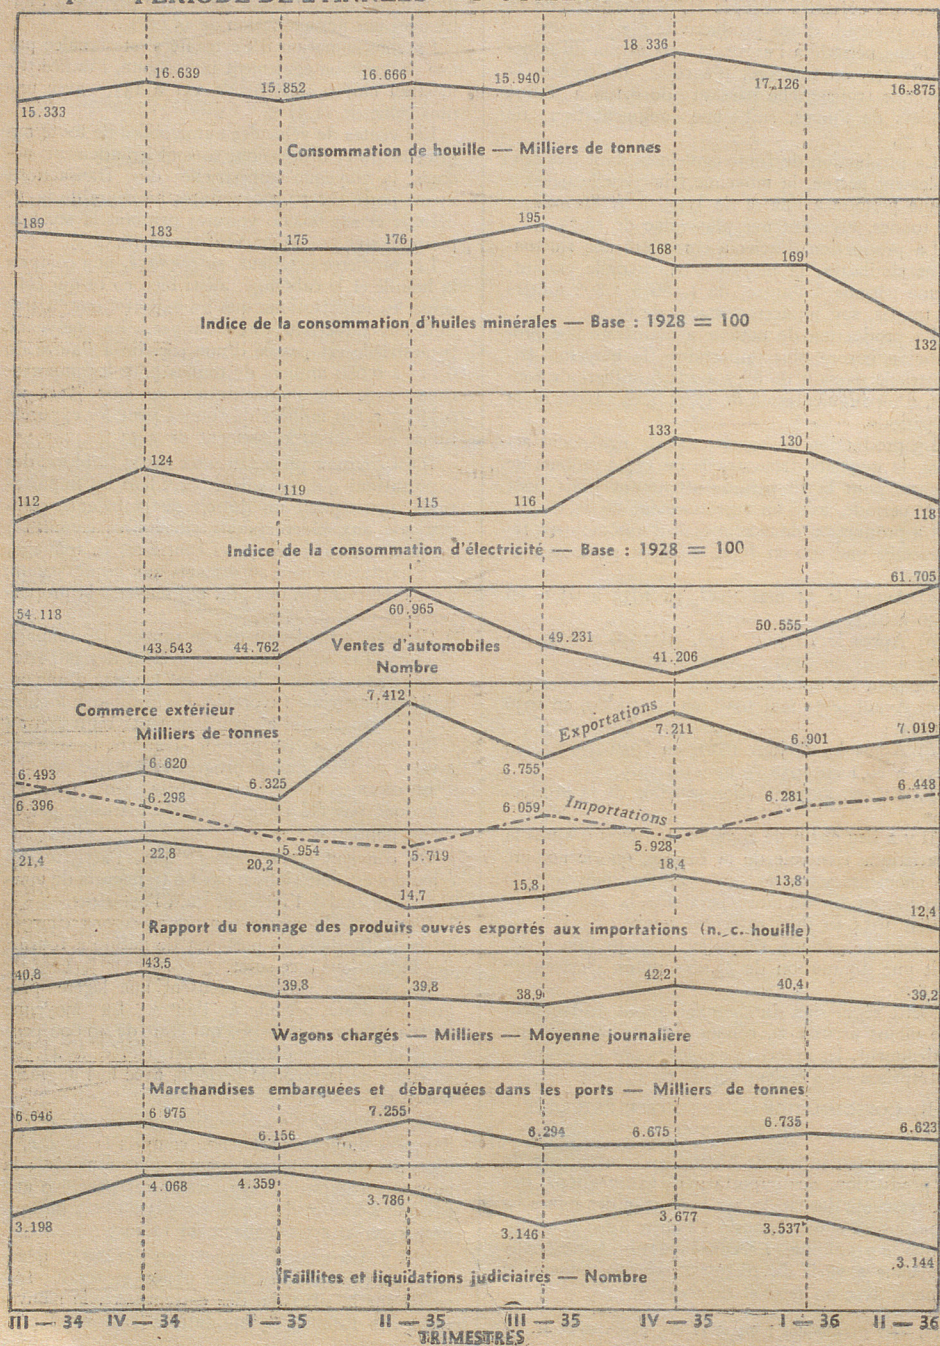 PÉRIODE DE 2 ANNÉES
18 336
16.639 16.666 15.940
15.852 17.126 16.875
15.333
Consommation de houille — Milliers de tonnes
189 183 175 176 195 168 169
Indice de la consommation d'huiles minérales — Base : 1928 = 100
132
124 133 130
112 119 115 116 118
Indice de la consommation d'électricité — Base : 1928 = 100
61.705
54.113 60.965 50.555
43.543 44.762 Ventes d'automobiles 49.231
Nombre 41.206
7.412
Commerce extérieur
Milliers de tonnes
Exportations
7.211 6.901 7.019
6.493 6.620 6.325 6.755
6.396 6.298 6.059 Importations 6.281 6.448
5.954 5.719 5.928
21,4 22,8 20,2 18,4
14,7 15,8 13,8 12,4
Rapport du tonnage des produits ouvrés exportés aux importations (n. c. houille)
40,8 43,5 39,8 39,8 38,9 42,2 40,4 39,2
Wagons chargés — Milliers — Moyenne journalière
Marchandises embarquées et débarquées dans les ports — Milliers de tonnes
6.646 6 975 7.255
6.156 6.294 6.675 6.735 6.623
4.068 4.359 3.786
3.198 3.146 3.677 3,537 3.144
Faillites et liquidations judiciaires — Nombre
III — 34 IV — 34 I — 35 II — 35 III — 35 IV — 35 I — 36 II — 36
TRIMESTRES